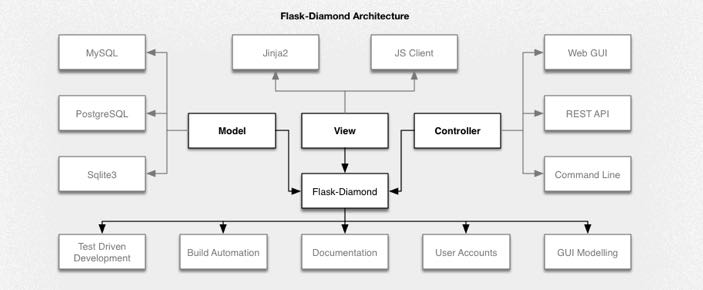 Flask-Diamond Architecture
MySQL
Jinja2
JS Client
Web GUI
PostgreSQL
REST API
Model
View
Controller
Sqlite3
Flask-Diamond
Command Line
Test Driven
Development
Build Automation
Documentation
User Accounts
GUI Modelling